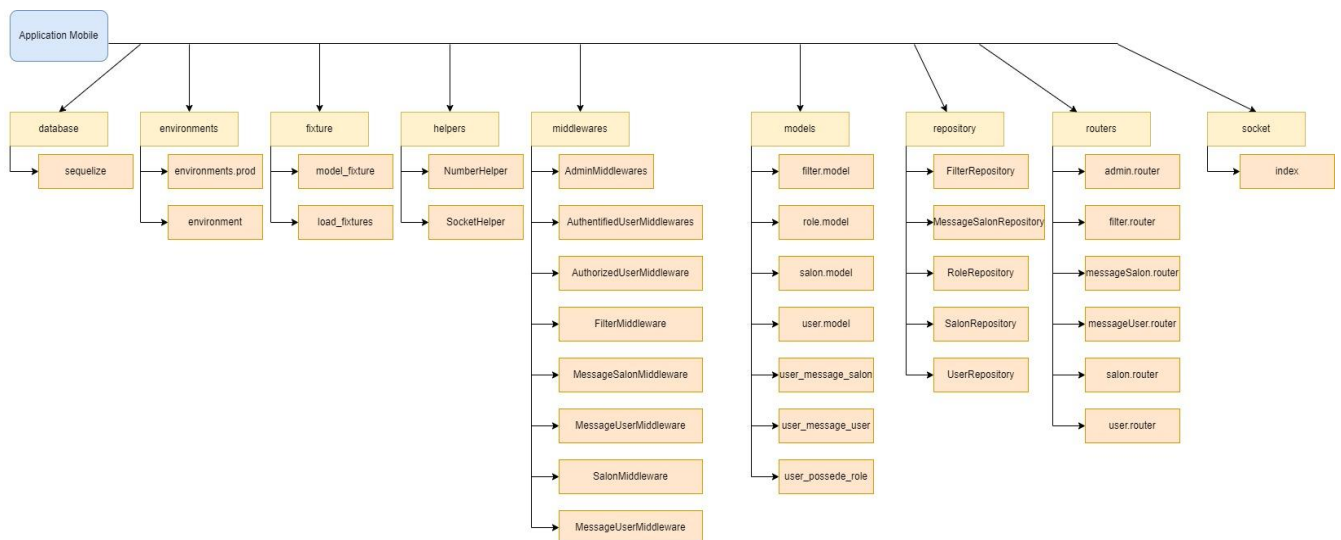 Application Mobile
database
environments
fixture
helpers
middlewares
models
repository
routers
socket
sequelize
environments.prod
model_fixture
NumberHelper
AdminMiddlewares
filter.model
FilterRepository
admin.router
index
environment
load_fixtures
SocketHelper
AuthentifiedUserMiddlewares
role.model
MessageSalonRepository
filter.router
AuthorizedUserMiddleware
salon.model
RoleRepository
messageSalon.router
FilterMiddleware
user.model
SalonRepository
messageUser.router
MessageSalonMiddleware
user_message_salon
UserRepository
salon.router
MessageUserMiddleware
user_message_user
user.router
SalonMiddleware
user_possede_role
MessageUserMiddleware